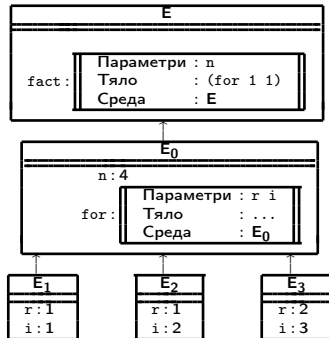 E
Параметри : n
fact : Тяло : (for 1 1)
Среда : E
E0
n : 4
Параметри : r i
for : Тяло : ...
Среда : E0
E1 E2 E3
r : 1 r : 1 r : 2
i : 1 i : 2 i : 3